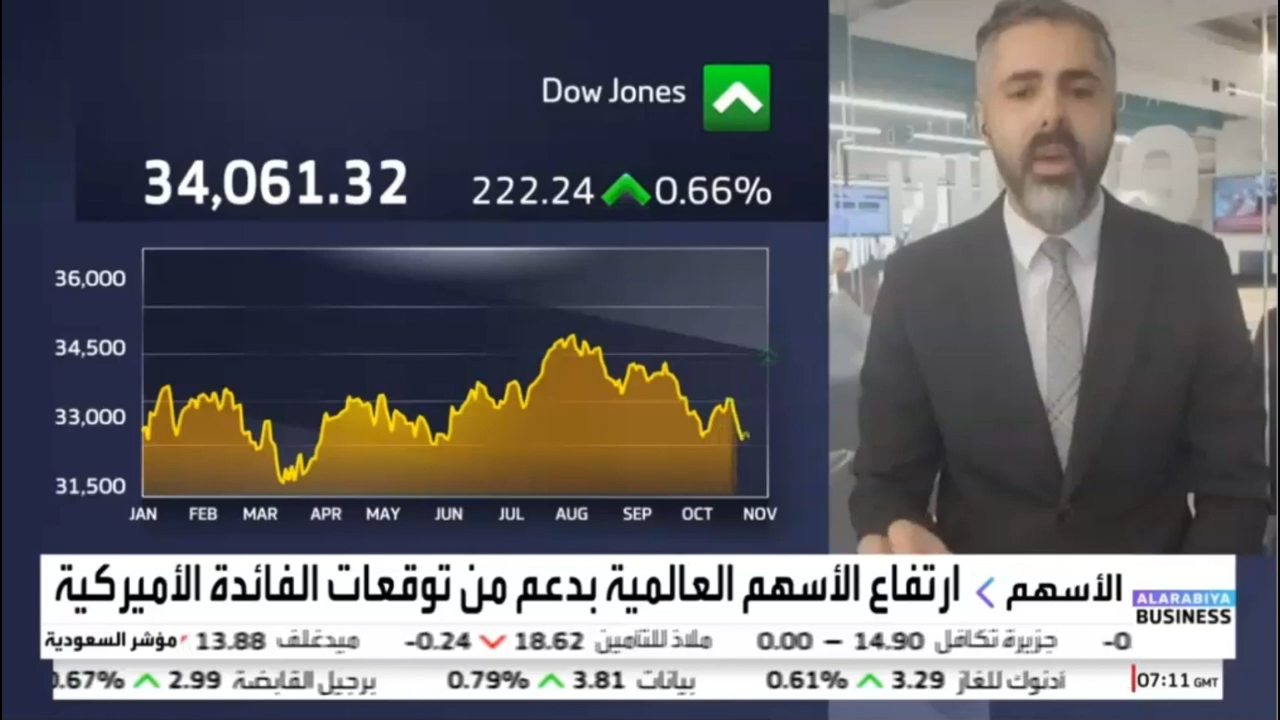 Dow Jones
34,061.32 222.24 0.66%
36,000
34,500
33,000
31,500
JAN FEB MAR APR MAY JUN JUL AUG SEP OCT NOV
الأسهم > ارتفاع الأسهم العالمية بدعم من توقعات الفائدة الأميركية
ALARABIYA
BUSINESS
-0 جزيرة تكافل 14.90 – 0.00 ملاذ للتامين 18.62 -0.24 ميدغلف 13.88 مؤشر السعودية
أدنوك للغاز 3.29 0.61% بيانات 3.81 0.79% برجيل القابضة 2.99 0.67%
07:11 GMT